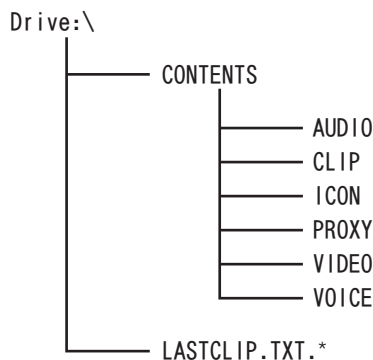 Drive:\
CONTENTS
AUDIO
CLIP
ICON
PROXY
VIDEO
VOICE
LASTCLIP.TXT.*